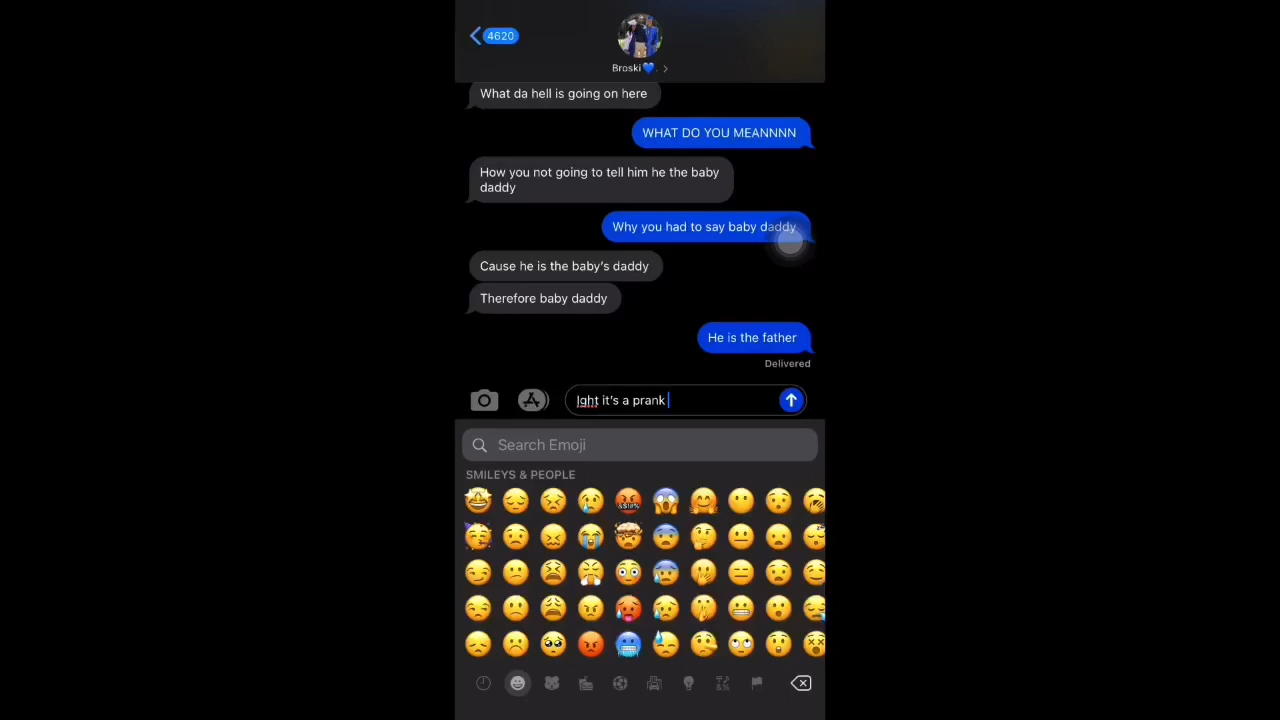 4620
Broski💙.
What da hell is going on here
WHAT DO YOU MEANNNN
How you not going to tell him he the baby
daddy
Why you had to say baby daddy
Cause he is the baby's daddy
Therefore baby daddy
He is the father
Delivered
Ight it's a prank
Search Emoji
SMILEYS & PEOPLE